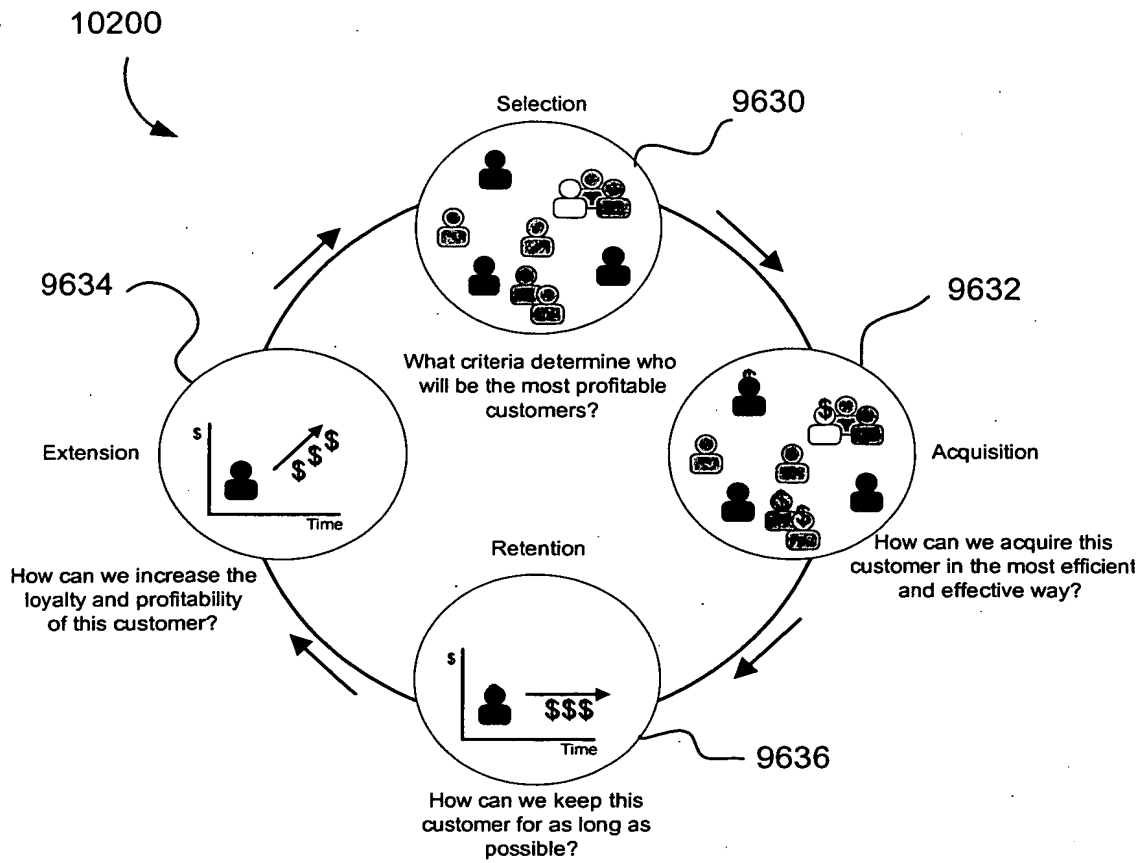 10200
Selection
9630
9634
9632
What criteria determine who
will be the most profitable
customers?
$
Time
Extension
$ $ $
$
$
$
$
Acquisition
How can we increase the
loyalty and profitability
of this customer?
Retention
How can we acquire this
customer in the most efficient
and effective way?
$
$$$
Time
9636
How can we keep this
customer for as long as
possible?